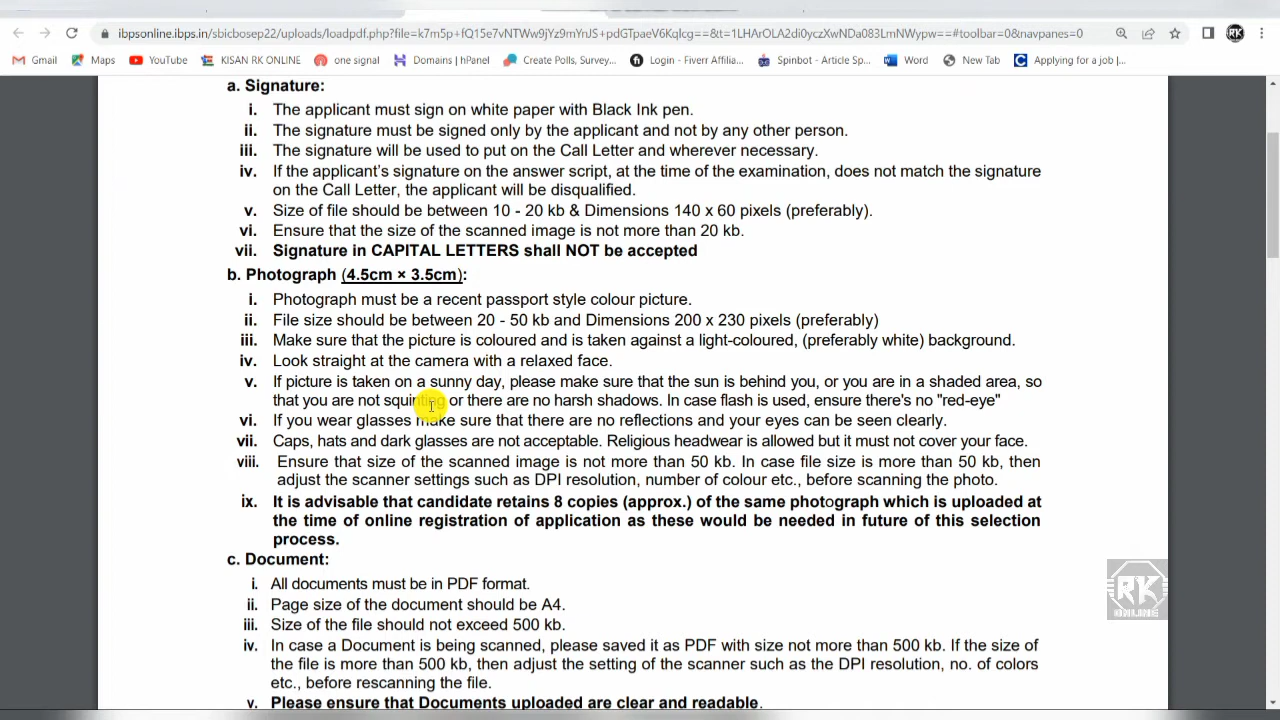 ibpsonline.ibps.in/sbicbosep22/uploads/loadpdf.php?file=k7m5p+fQ15e7vNTWw9jYz9mYnJS+pdGTpaeV6Kqlcg==&t=1LHArOLA2di0yczXwNDa083LmNWypw==#toolbar=0&navpanes=0
Gmail Maps YouTube KISAN RK ONLINE one signal Domains | hPanel Create Polls, Survey... Login - Fiverr Affilia... Spinbot - Article Sp... Word New Tab Applying for a job |...
a. Signature:
i. The applicant must sign on white paper with Black Ink pen.
ii. The signature must be signed only by the applicant and not by any other person.
iii. The signature will be used to put on the Call Letter and wherever necessary.
iv. If the applicant's signature on the answer script, at the time of the examination, does not match the signature
on the Call Letter, the applicant will be disqualified.
v. Size of file should be between 10 - 20 kb & Dimensions 140 x 60 pixels (preferably).
vi. Ensure that the size of the scanned image is not more than 20 kb.
vii. Signature in CAPITAL LETTERS shall NOT be accepted
b. Photograph (4.5cm × 3.5cm):
i. Photograph must be a recent passport style colour picture.
ii. File size should be between 20 - 50 kb and Dimensions 200 x 230 pixels (preferably)
iii. Make sure that the picture is coloured and is taken against a light-coloured, (preferably white) background.
iv. Look straight at the camera with a relaxed face.
v. If picture is taken on a sunny day, please make sure that the sun is behind you, or you are in a shaded area, so
that you are not squinting or there are no harsh shadows. In case flash is used, ensure there's no "red-eye"
vi. If you wear glasses make sure that there are no reflections and your eyes can be seen clearly.
vii. Caps, hats and dark glasses are not acceptable. Religious headwear is allowed but it must not cover your face.
viii. Ensure that size of the scanned image is not more than 50 kb. In case file size is more than 50 kb, then
adjust the scanner settings such as DPI resolution, number of colour etc., before scanning the photo.
ix. It is advisable that candidate retains 8 copies (approx.) of the same photograph which is uploaded at
the time of online registration of application as these would be needed in future of this selection
process.
c. Document:
i. All documents must be in PDF format.
ii. Page size of the document should be A4.
iii. Size of the file should not exceed 500 kb.
iv. In case a Document is being scanned, please saved it as PDF with size not more than 500 kb. If the size of
the file is more than 500 kb, then adjust the setting of the scanner such as the DPI resolution, no. of colors
etc., before rescanning the file.
v. Please ensure that Documents uploaded are clear and readable.
RK
ONLINE